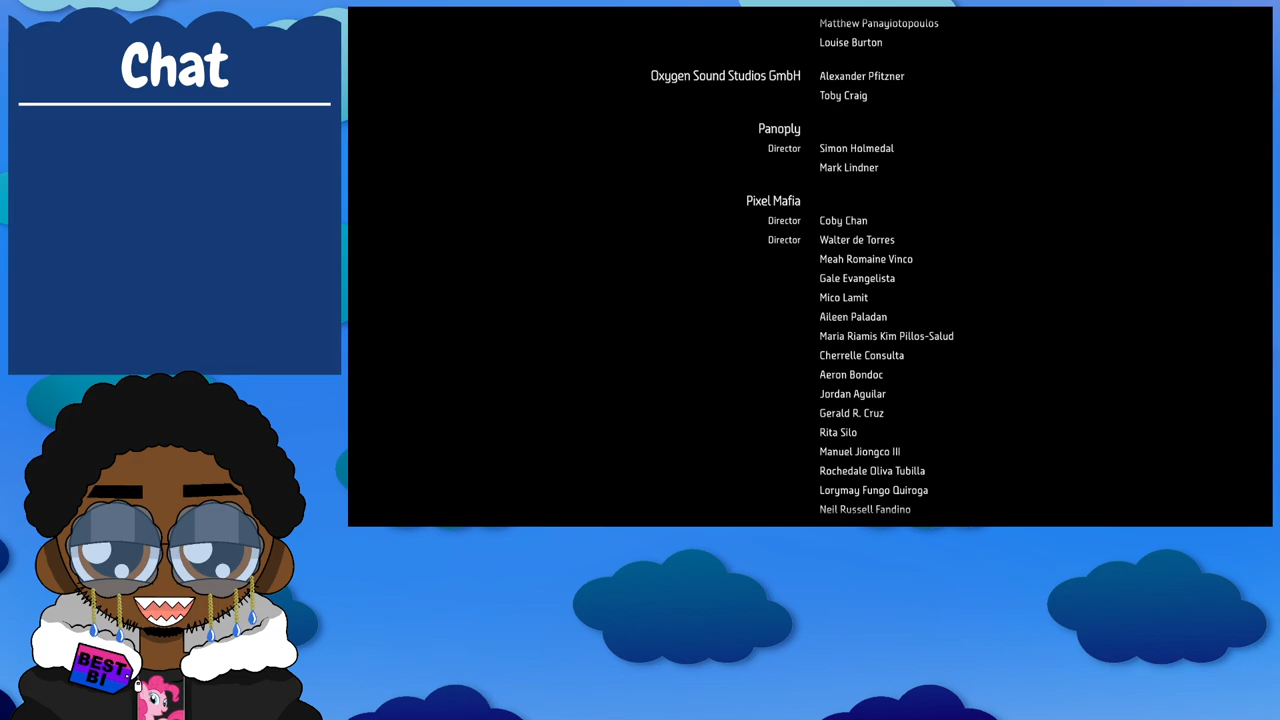 Chat
Matthew Panayiotopoulos
Louise Burton
Oxygen Sound Studios GmbH Alexander Pfitzner
Toby Craig
Panoply
Director Simon Holmedal
Mark Lindner
Pixel Mafia
Director Coby Chan
Director Walter de Torres
Meah Romaine Vinco
Gale Evangelista
Mico Lamit
Aileen Paladan
Maria Riamis Kim Pillos-Salud
Cherrelle Consulta
Aeron Bondoc
Jordan Aguilar
Gerald R. Cruz
Rita Silo
Manuel Jiongco III
Rochedale Oliva Tubilla
Lorymay Fungo Quiroga
Neil Russell Fandino
BEST
BI